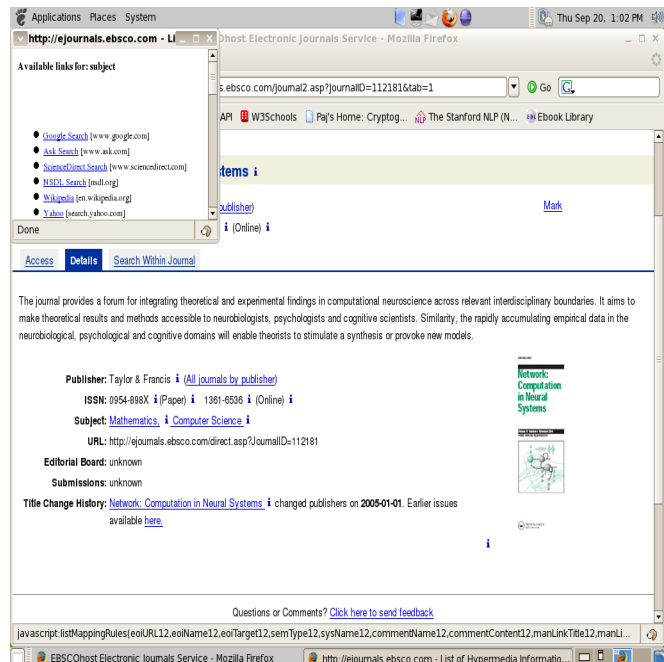 Applications Places System
Thu Sep 20, 1:02 PM
http://ejournals.ebsco.com - Li
Ohost Electronic Journals Service - Mozilla Firefox
Available links for: subject
s.ebsco.com/Journal2.asp?JournalID=112181&tab=1
Go
API W3Schools Paj's Home: Cryptog... The Stanford NLP (N... Ebook Library
Google Search [www.google.com]
Ask Search [www.ask.com]
ScienceDirect Search [www.sciencedirect.com]
NSDL Search [nsdl.org]
Wikipedia [en.wikipedia.org]
Yahoo [search.yahoo.com]
Done
tems i
publisher)
Mark
i (Online) i
Access Details Search Within Journal
The journal provides a forum for integrating theoretical and experimental findings in computational neuroscience across relevant interdisciplinary boundaries. It aims to
make theoretical results and methods accessible to neurobiologists, psychologists and cognitive scientists. Similarity, the rapidly accumulating empirical data in the
neurobiological, psychological and cognitive domains will enable theorists to stimulate a synthesis or provoke new models.
Publisher: Taylor & Francis i (All journals by publisher)
ISSN: 0954-898X i (Paper) i 1361-6536 i (Online) i
Subject: Mathematics, i Computer Science i
URL: http://ejournals.ebsco.com/direct.asp?JournalID=112181
Editorial Board: unknown
Submissions: unknown
Title Change History: Network: Computation in Neural Systems i changed publishers on 2005-01-01. Earlier issues
available here.
Network:
Computation
in Neural
Systems
i
Questions or Comments? Click here to send feedback
javascript:listMappingRules(eoiURL12,eoiName12,eoiTarget12,semType12,sysName12,commentName12,commentContent12,manLinkTitle12,manLi...
EBSCOhost Electronic Journals Service - Mozilla Firefox
http://ejournals.ebsco.com - List of Hypermedia Informatio...